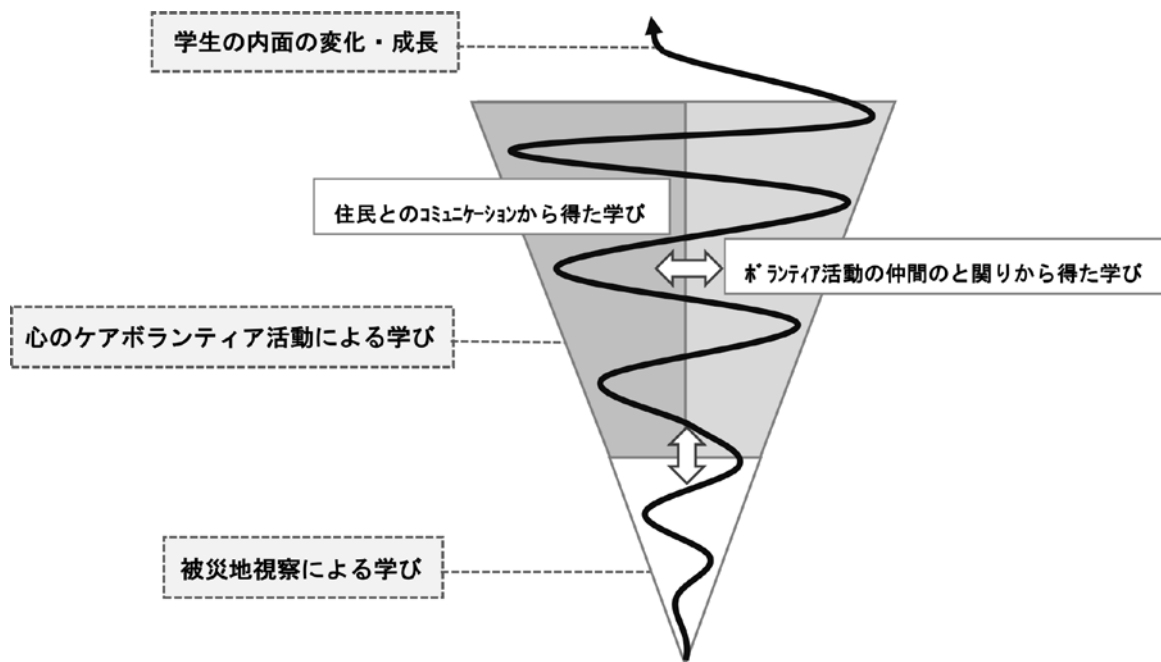 学生の内面の変化・成長
住民とのｺﾐｭﾆｹｰｼｮﾝから得た学び
ﾎﾞﾗﾝﾃｨｱ活動の仲間のと関りから得た学び
心のケアボランティア活動による学び
被災地視察による学び